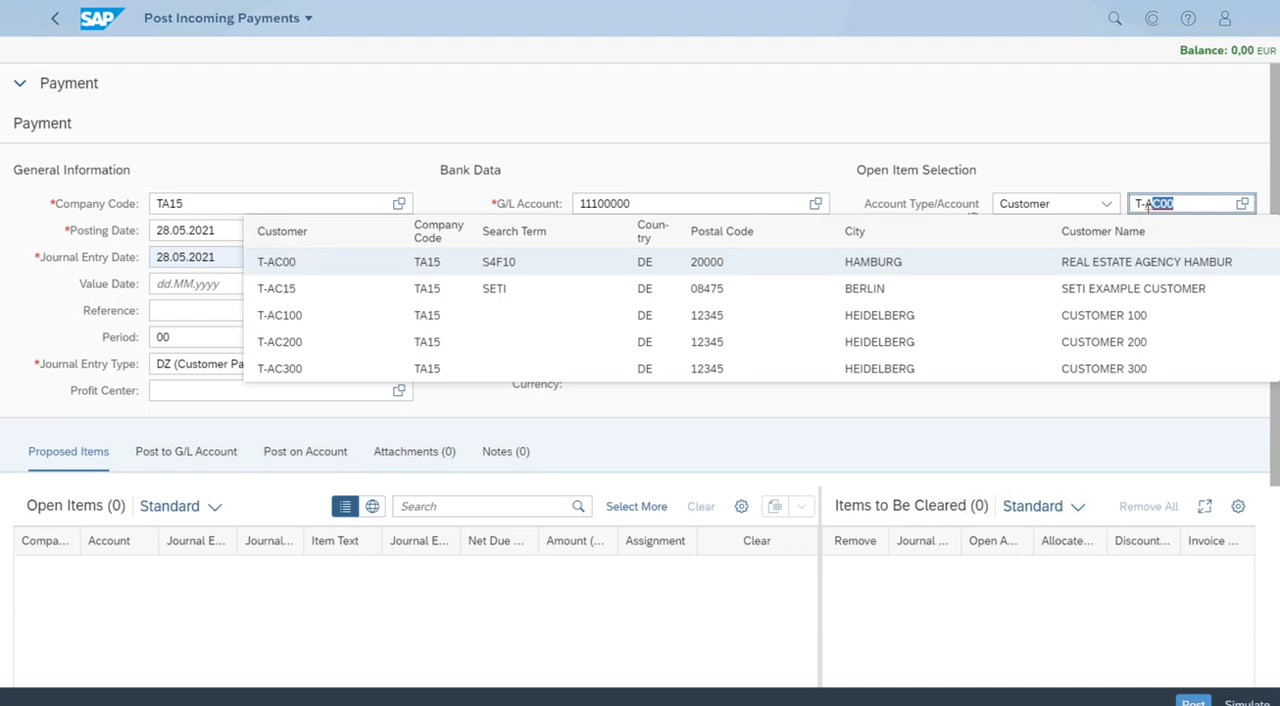 SAP Post Incoming Payments
Balance: 0,00 EUR
Payment
Payment
General Information Bank Data Open Item Selection
*Company Code: TA15 *G/L Account: 11100000 Account Type/Account Customer T-AC00
*Posting Date: 28.05.2021
*Journal Entry Date: 28.05.2021
Value Date: dd.MM.yyyy
Reference:
Period: 00
*Journal Entry Type: DZ (Customer Pa
Profit Center:
Currency:
Customer Company Code Search Term Coun-try Postal Code City Customer Name
T-AC00 TA15 S4F10 DE 20000 HAMBURG REAL ESTATE AGENCY HAMBUR
T-AC15 TA15 SETI DE 08475 BERLIN SETI EXAMPLE CUSTOMER
T-AC100 TA15 DE 12345 HEIDELBERG CUSTOMER 100
T-AC200 TA15 DE 12345 HEIDELBERG CUSTOMER 200
T-AC300 TA15 DE 12345 HEIDELBERG CUSTOMER 300
Proposed Items Post to G/L Account Post on Account Attachments (0) Notes (0)
Open Items (0) Standard Search Select More Clear Items to Be Cleared (0) Standard Remove All
Compa... Account Journal E... Journal... Item Text Journal E... Net Due ... Amount (... Assignment Clear Remove Journal ... Open A... Allocate... Discount... Invoice ...
Post Simulate